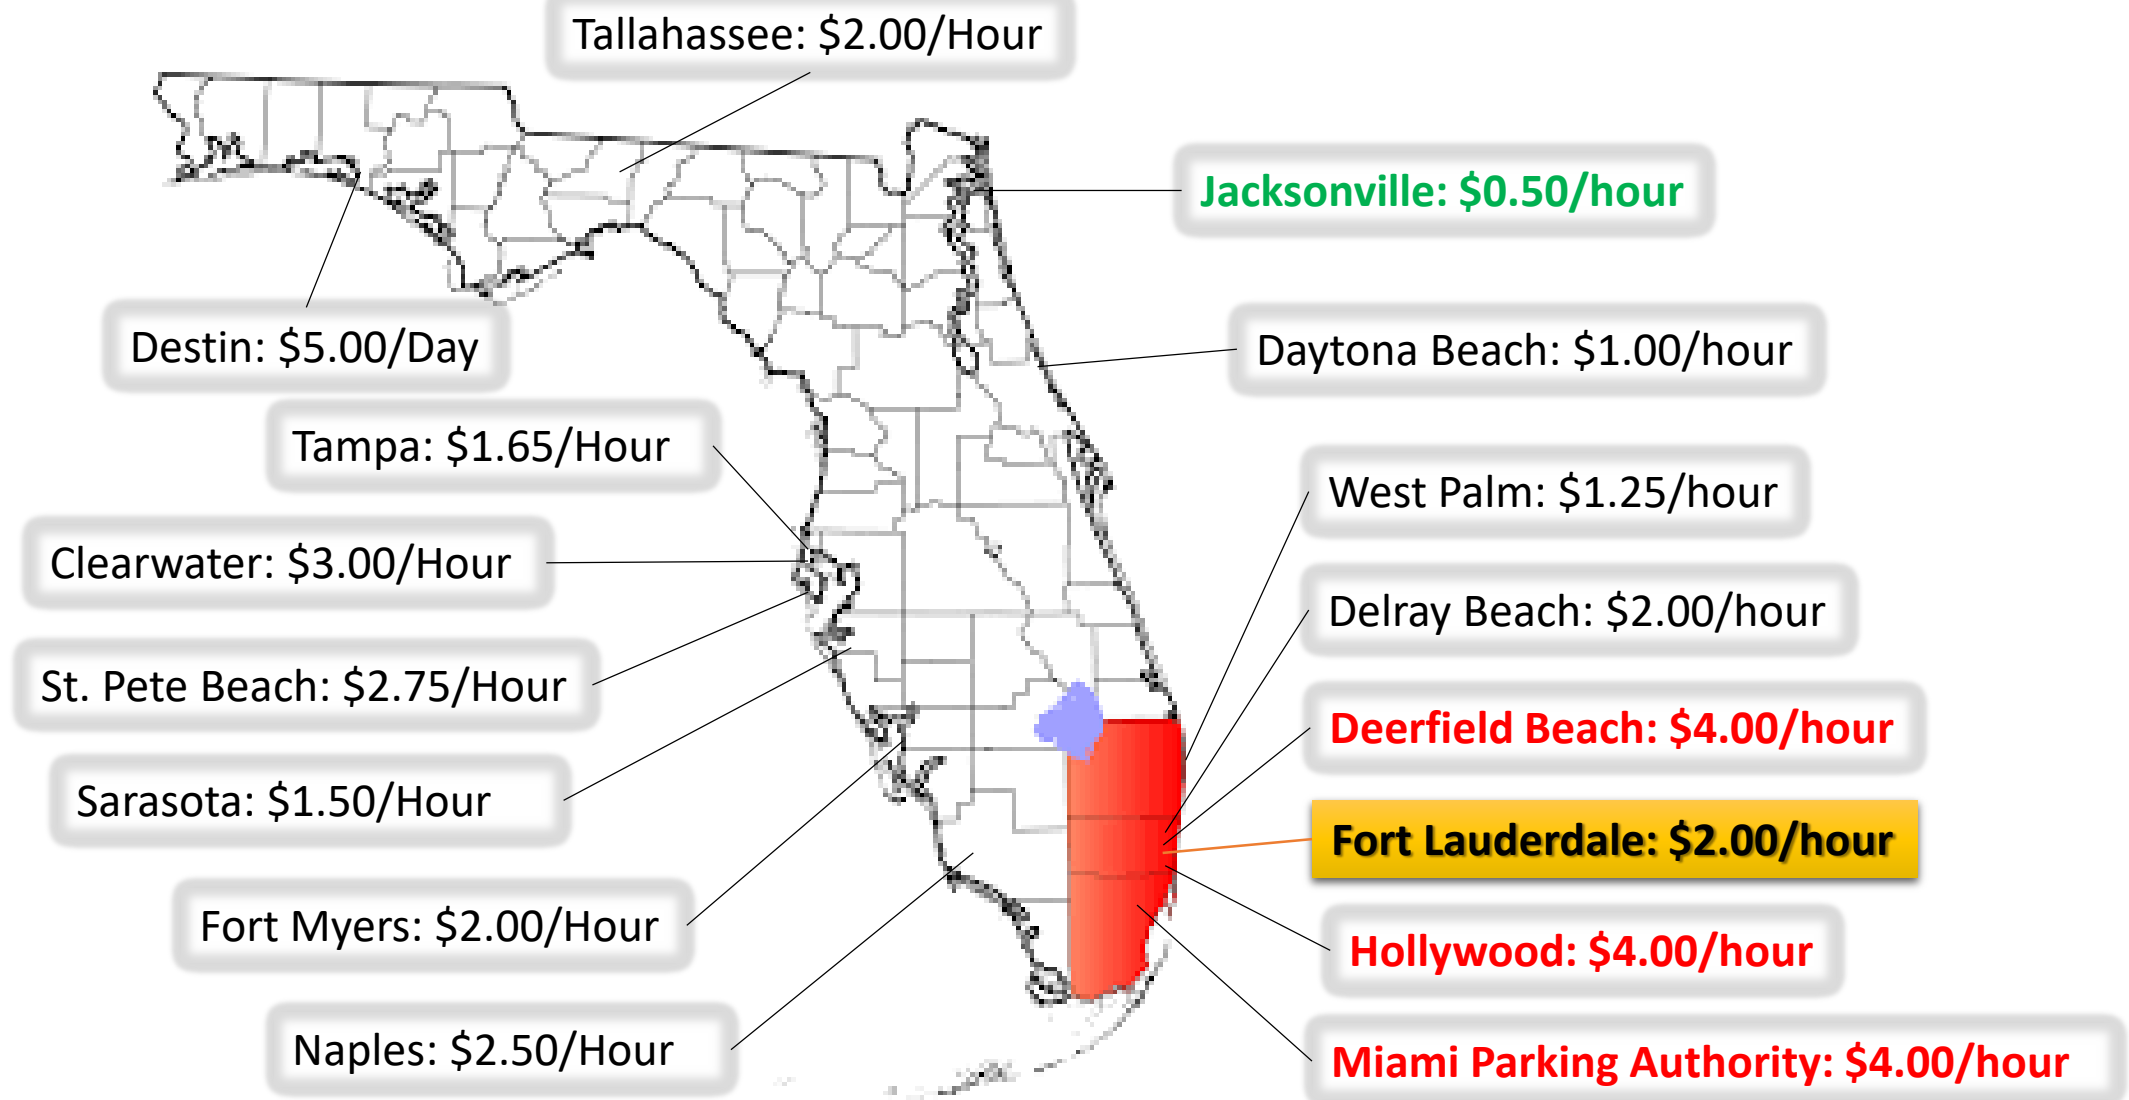 Tallahassee: $2.00/Hour
Jacksonville: $0.50/hour
Destin: $5.00/Day
Daytona Beach: $1.00/hour
Tampa: $1.65/Hour
West Palm: $1.25/hour
Clearwater: $3.00/Hour
Delray Beach: $2.00/hour
St. Pete Beach: $2.75/Hour
Deerfield Beach: $4.00/hour
Sarasota: $1.50/Hour
Fort Lauderdale: $2.00/hour
Fort Myers: $2.00/Hour
Hollywood: $4.00/hour
Naples: $2.50/Hour
Miami Parking Authority: $4.00/hour